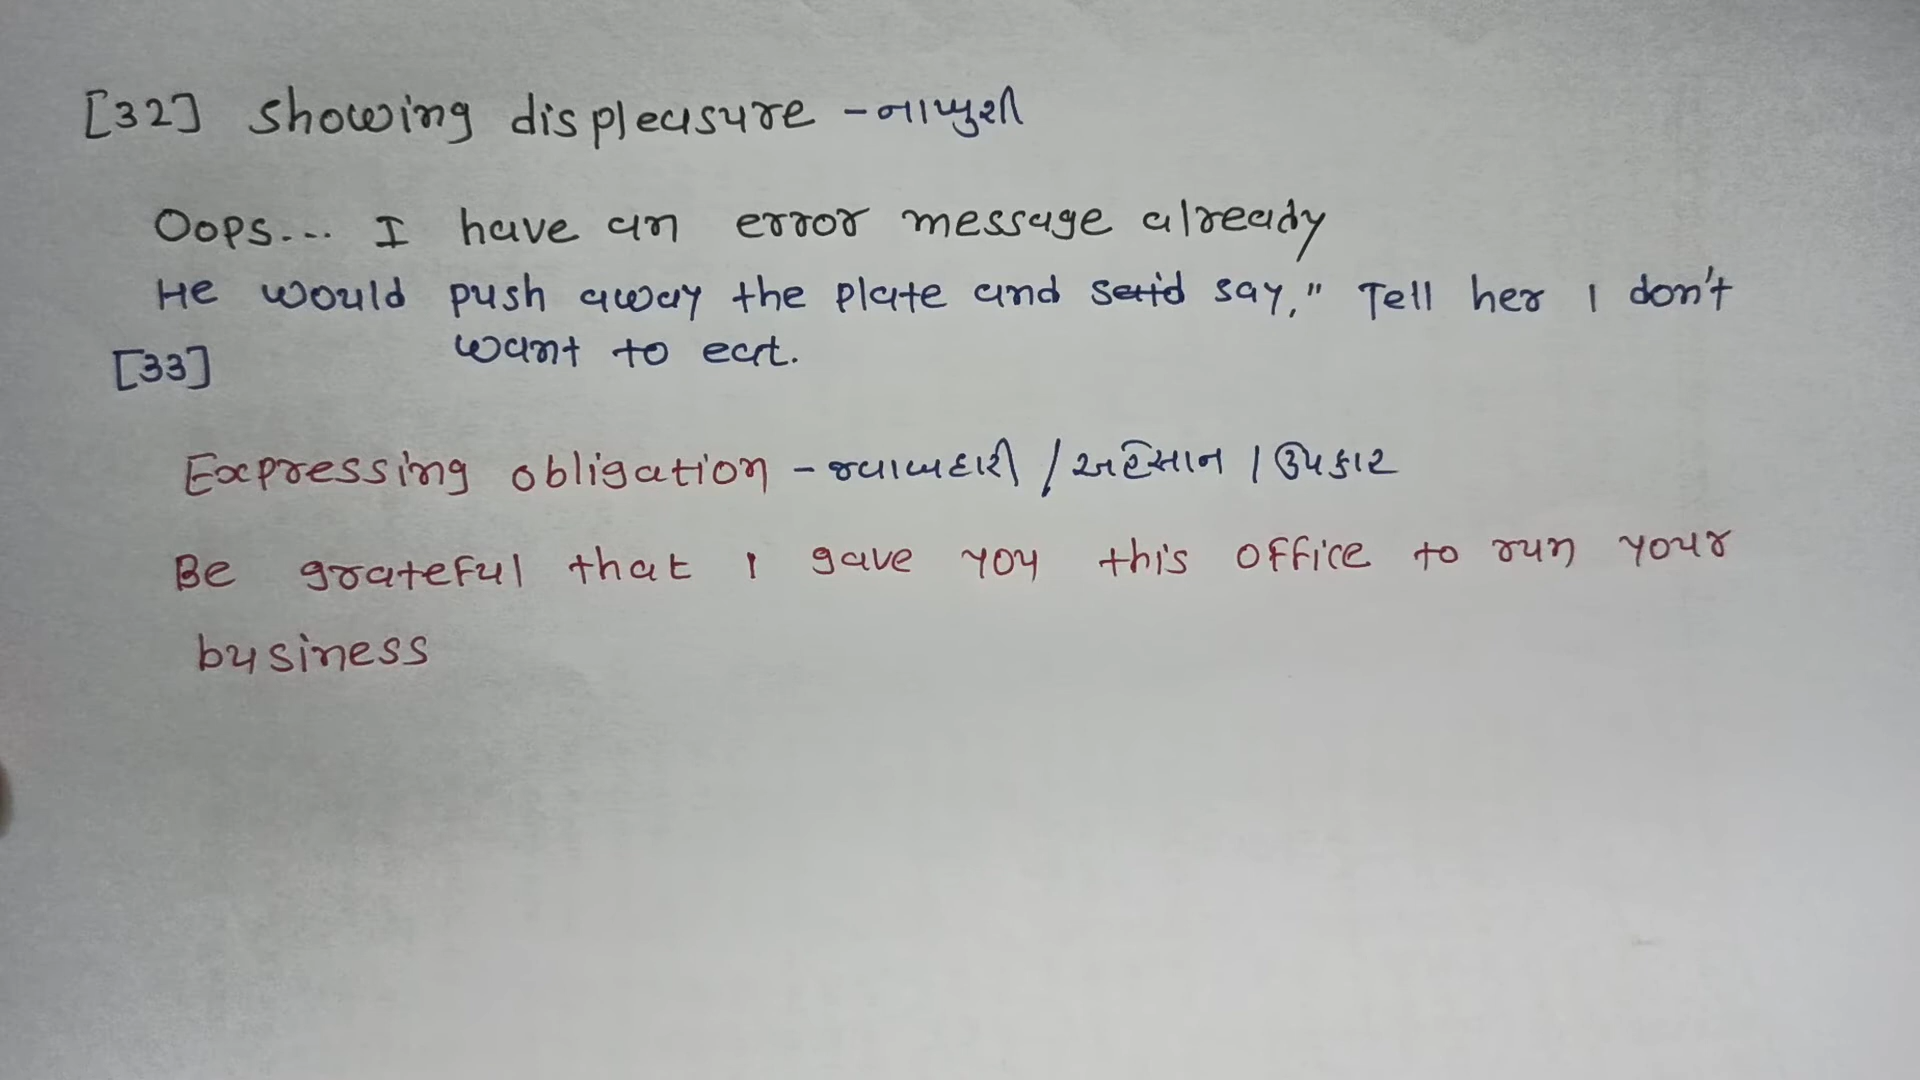 [32] Showing displeasure - નાખુશી
Oops... I have an error message already
He would push away the plate and said say," Tell her I don't
want to eat.
[33]
Expressing obligation - જવાબદારી / અહેસાન / ઉપકાર
Be grateful that I gave you this office to run your
business